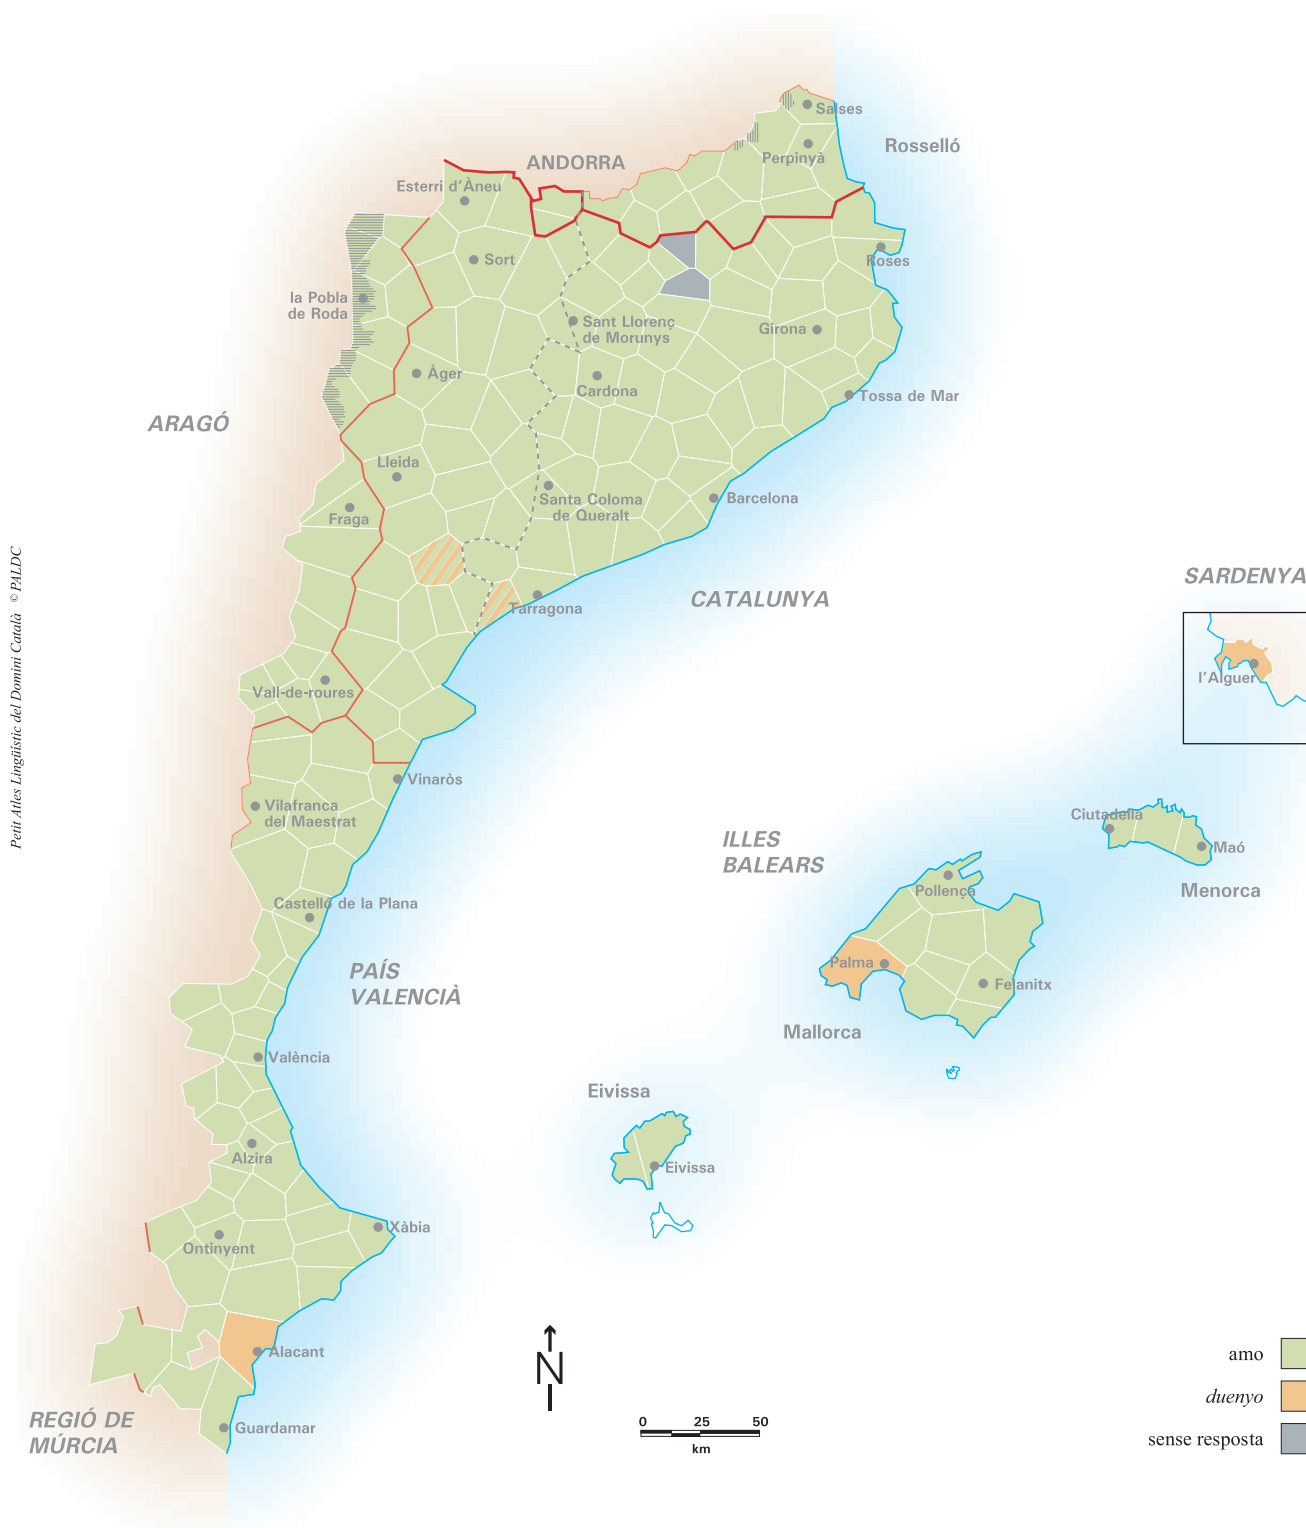 Salses
Rosselló
Perpinyà
ANDORRA
Esterri d'Àneu
Roses
Sort
la Pobla
de Roda
Sant Llorenç
de Morunys
Girona
Àger
Cardona
Tossa de Mar
ARAGÓ
Lleida
Santa Coloma
de Queralt
Barcelona
Fraga
Petit Atles Lingüístic del Domini Català © PALDC
SARDENYA
Tarragona
CATALUNYA
l'Alguer
Vall-de-roures
Vinaròs
Vilafranca
del Maestrat
Ciutadella
Maó
ILLES
BALEARS
Pollença
Menorca
Castelló de la Plana
PAÍS
VALENCIÀ
Palma
Felanitx
Mallorca
València
Eivissa
Alzira
Eivissa
Xàbia
Ontinyent
Alacant
N
amo
duenyo
sense resposta
REGIÓ DE
MÚRCIA
Guardamar
0 25 50
km